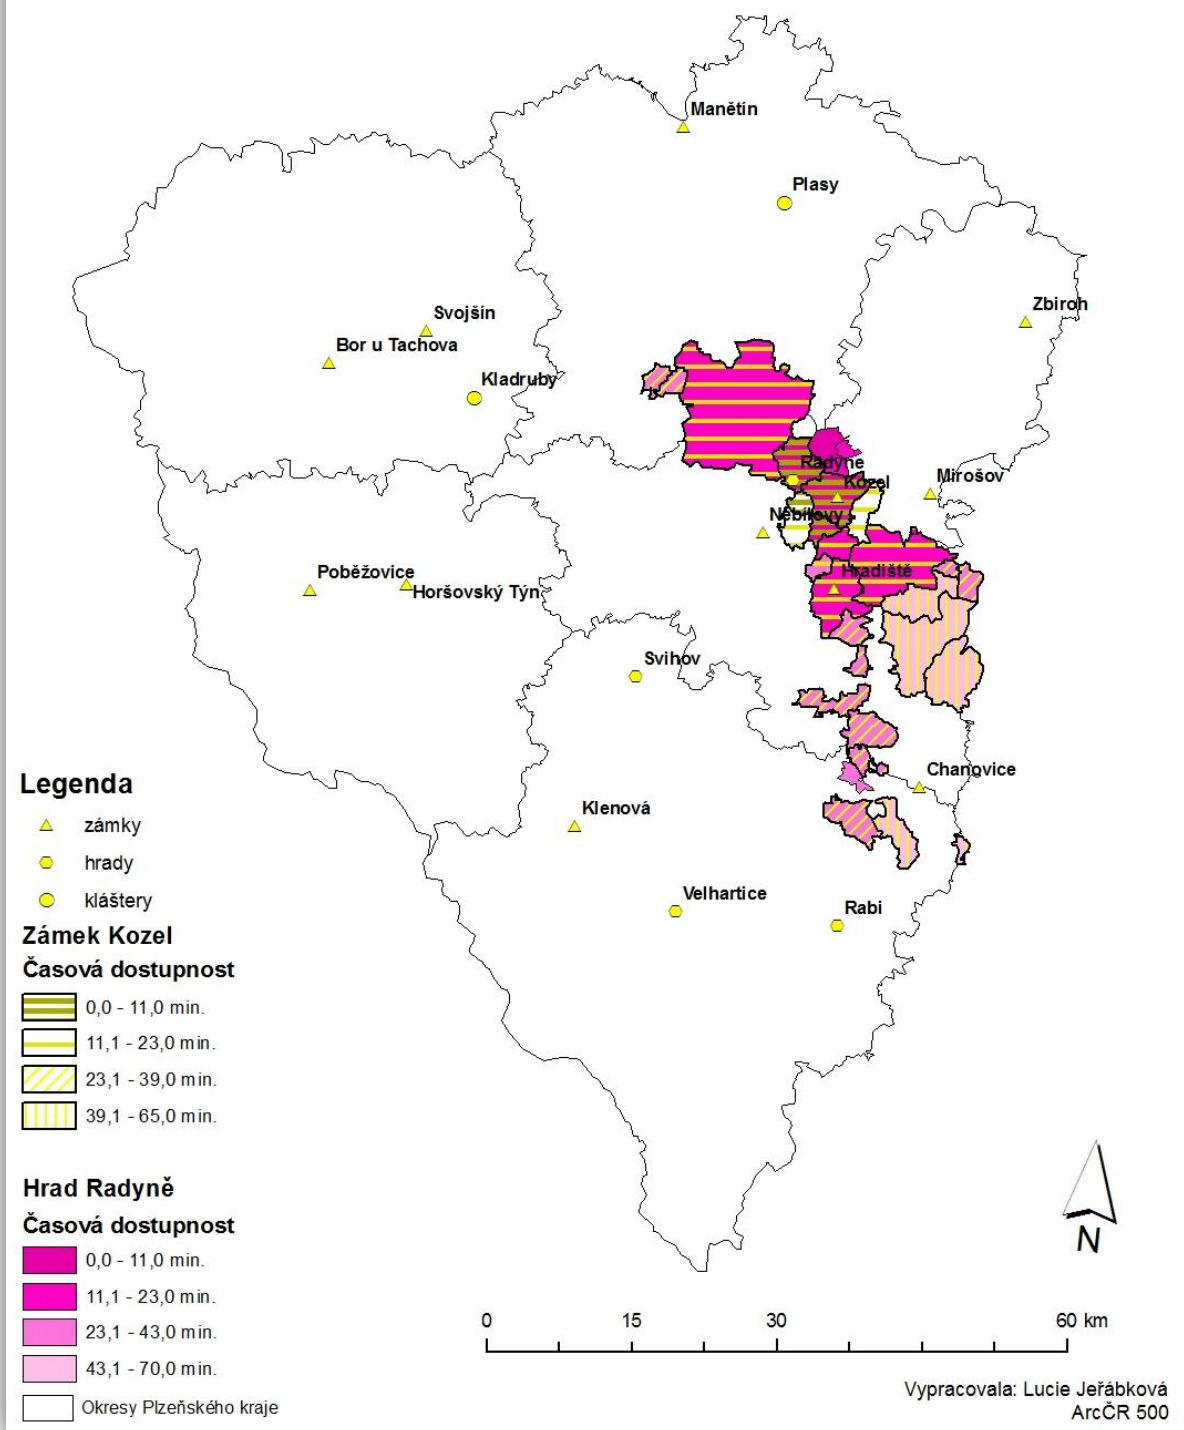 Manětín
Plasy
Zbiroh
Svojšín
Bor u Tachova
Kladruby
Radyne
Kozel
Mirošov
Nebílovy
Poběžovice
Horšovský Týn
Hradiště
Svihov
Chanovice
Klenová
Velhartice
Rabi
Legenda
zámky
hrady
kláštery
Zámek Kozel
Časová dostupnost
0,0 - 11,0 min.
11,1 - 23,0 min.
23,1 - 39,0 min.
39,1 - 65,0 min.
Hrad Radyně
Časová dostupnost
0,0 - 11,0 min.
11,1 - 23,0 min.
23,1 - 43,0 min.
43,1 - 70,0 min.
Okresy Plzeňského kraje
N
0 15 30 60 km
Vypracovala: Lucie Jeřábková
ArcČR 500